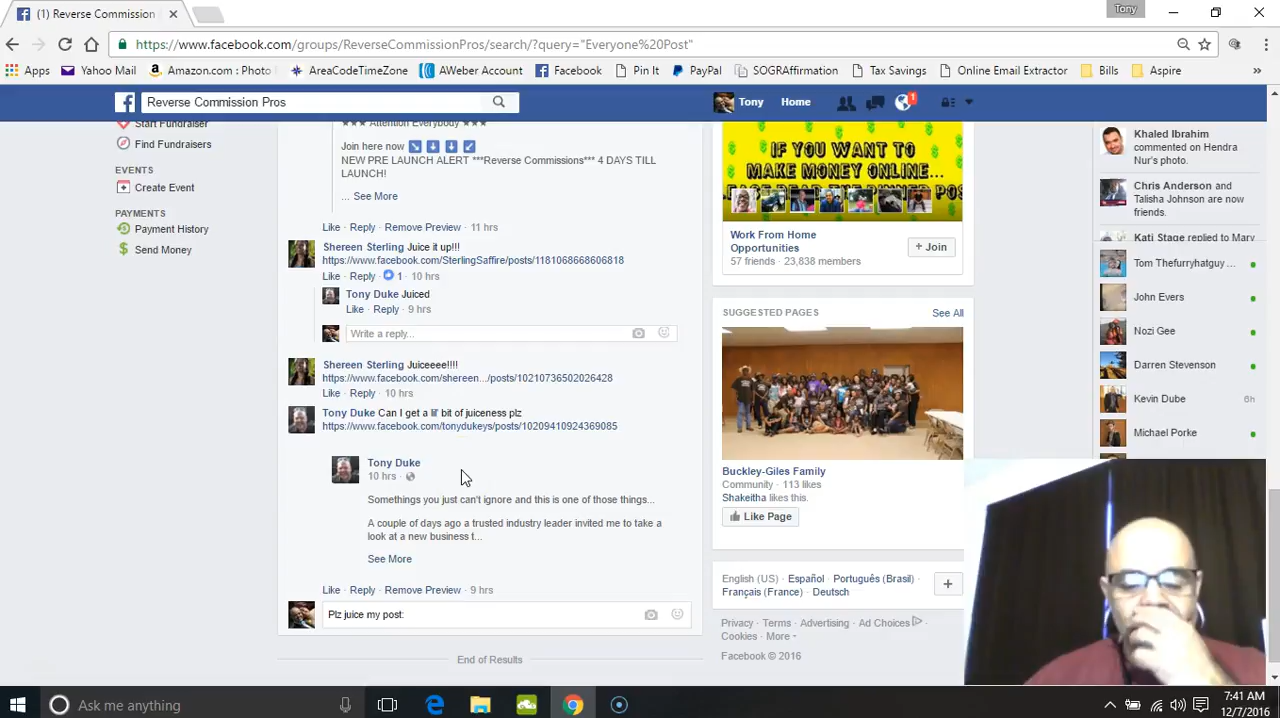 (1) Reverse Commission
Tony
https://www.facebook.com/groups/ReverseCommissionPros/search/?query="Everyone%20Post"
Apps
Yahoo Mail
Amazon.com : Photo
AreaCodeTimeZone
AWeber Account
Facebook
Pin It
PayPal
SOGRAffirmation
Tax Savings
Online Email Extractor
Bills
Aspire
»
Reverse Commission Pros
Tony
Home
1
Start Fundraiser
Find Fundraisers
EVENTS
Create Event
PAYMENTS
Payment History
Send Money
★★★ Attention Everybody ★★★
Join here now
NEW PRE LAUNCH ALERT ***Reverse Commissions*** 4 DAYS TILL
LAUNCH!
... See More
Like · Reply · Remove Preview · 11 hrs
Shereen Sterling Juice it up!!!
https://www.facebook.com/SterlingSaffire/posts/1181068668606818
Like · Reply · 1 · 10 hrs
Tony Duke Juiced
Like · Reply · 9 hrs
Write a reply...
Shereen Sterling Juiceeee!!!!
https://www.facebook.com/shereen.../posts/10210736502026428
Like · Reply · 10 hrs
Tony Duke Can I get a lil' bit of juiceness plz
https://www.facebook.com/tonydukeys/posts/10209410924369085
Tony Duke
10 hrs ·
Somethings you just can't ignore and this is one of those things...
A couple of days ago a trusted industry leader invited me to take a
look at a new business t...
See More
Like · Reply · Remove Preview · 9 hrs
Plz juice my post:
End of Results
IF YOU WANT TO
MAKE MONEY ONLINE...
READ THE PINNED
Work From Home
Opportunities
57 friends · 23,838 members
+ Join
SUGGESTED PAGES
See All
Buckley-Giles Family
Community · 113 likes
Shakeitha likes this.
Like Page
English (US) · Español · Português (Brasil) ·
Français (France) · Deutsch
+
Privacy · Terms · Advertising · Ad Choices ·
Cookies · More
Facebook © 2016
Khaled Ibrahim
commented on Hendra
Nur's photo.
Chris Anderson and
Talisha Johnson are now
friends.
Kati Stage replied to Mary
Tom Thefurryhatguy ...
John Evers
Nozi Gee
Darren Stevenson
Kevin Dube 6h
Michael Porke
Ask me anything
7:41 AM
12/7/2016